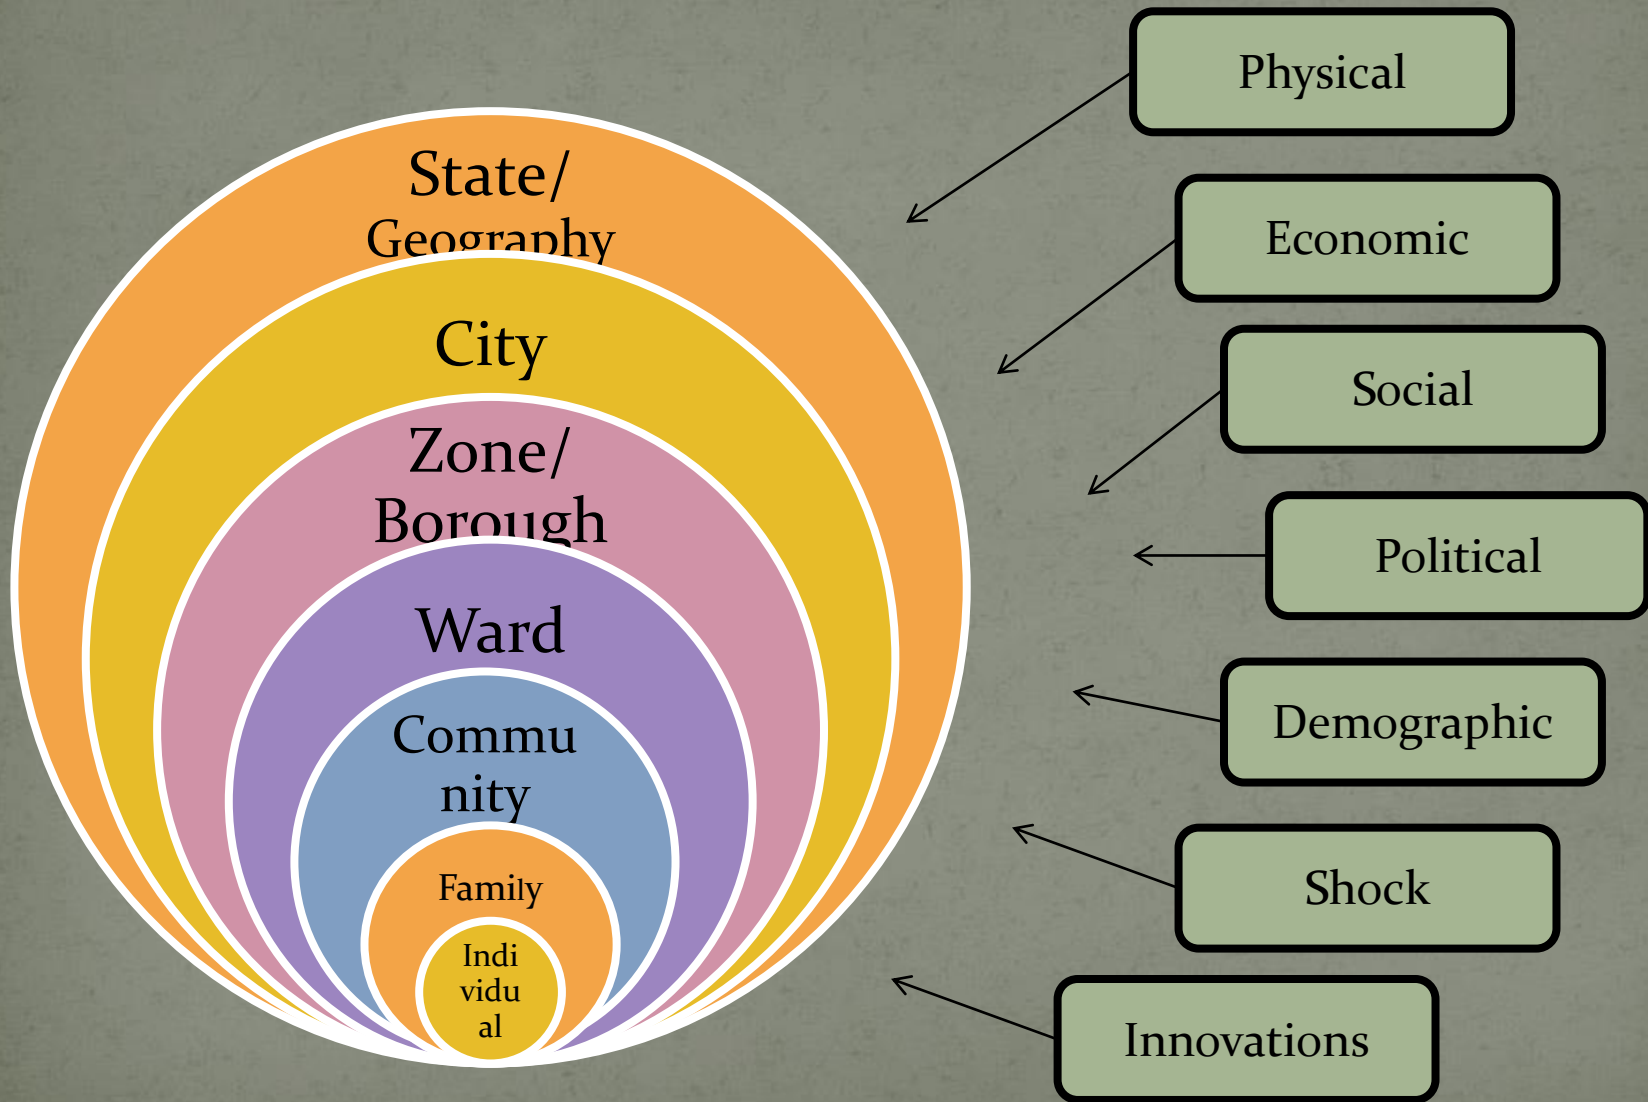 State/
Geography
City
Zone/
Borough
Ward
Commu
nity
Family
Indi
vidu
al
Physical
Economic
Social
Political
Demographic
Shock
Innovations